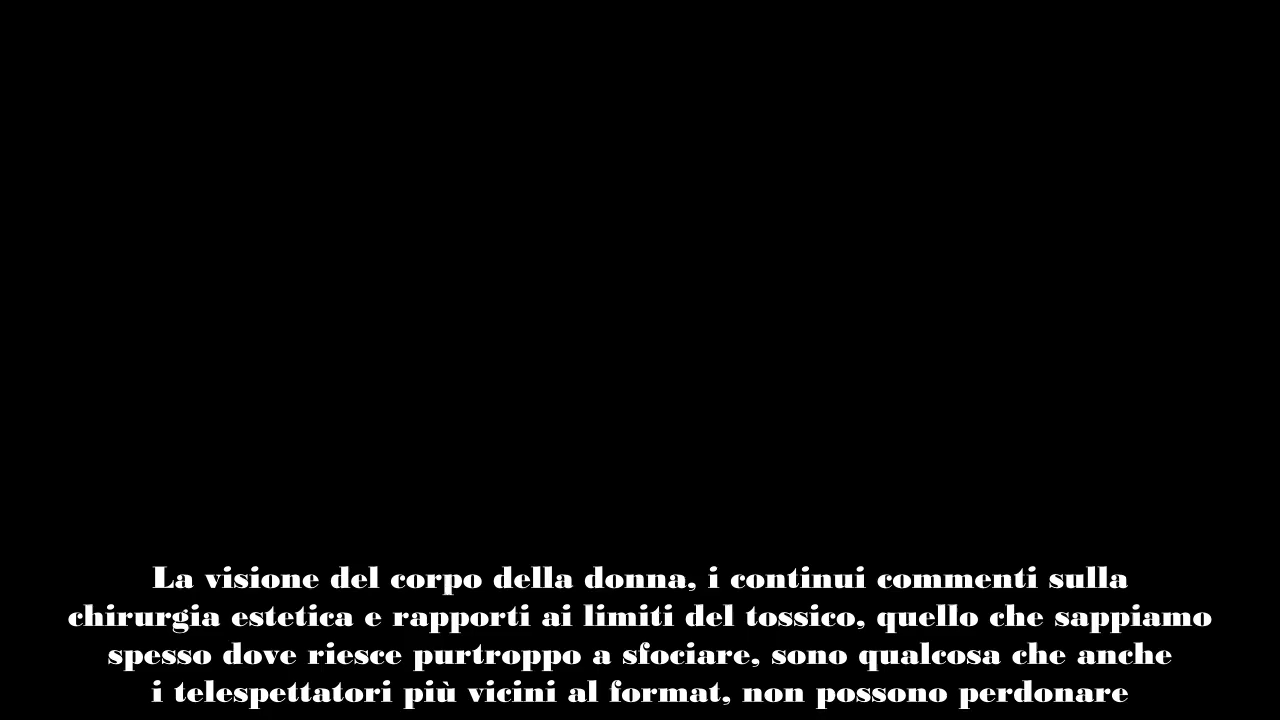 La visione del corpo della donna, i continui commenti sulla
chirurgia estetica e rapporti ai limiti del tossico, quello che sappiamo
spesso dove riesce purtroppo a sfociare, sono qualcosa che anche
i telespettatori più vicini al format, non possono perdonare